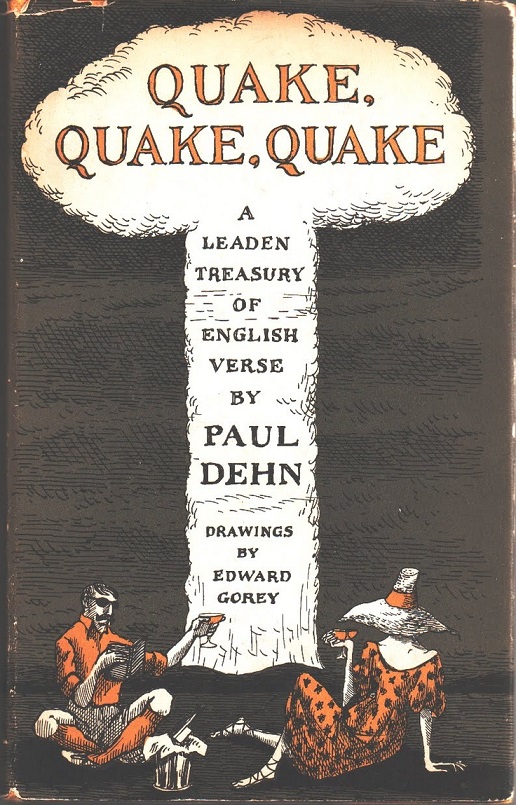 QUAKE,
QUAKE, QUAKE
A
LEADEN
TREASURY
OF
ENGLISH
VERSE
BY
PAUL
DEHN
DRAWINGS
BY
EDWARD
GOREY